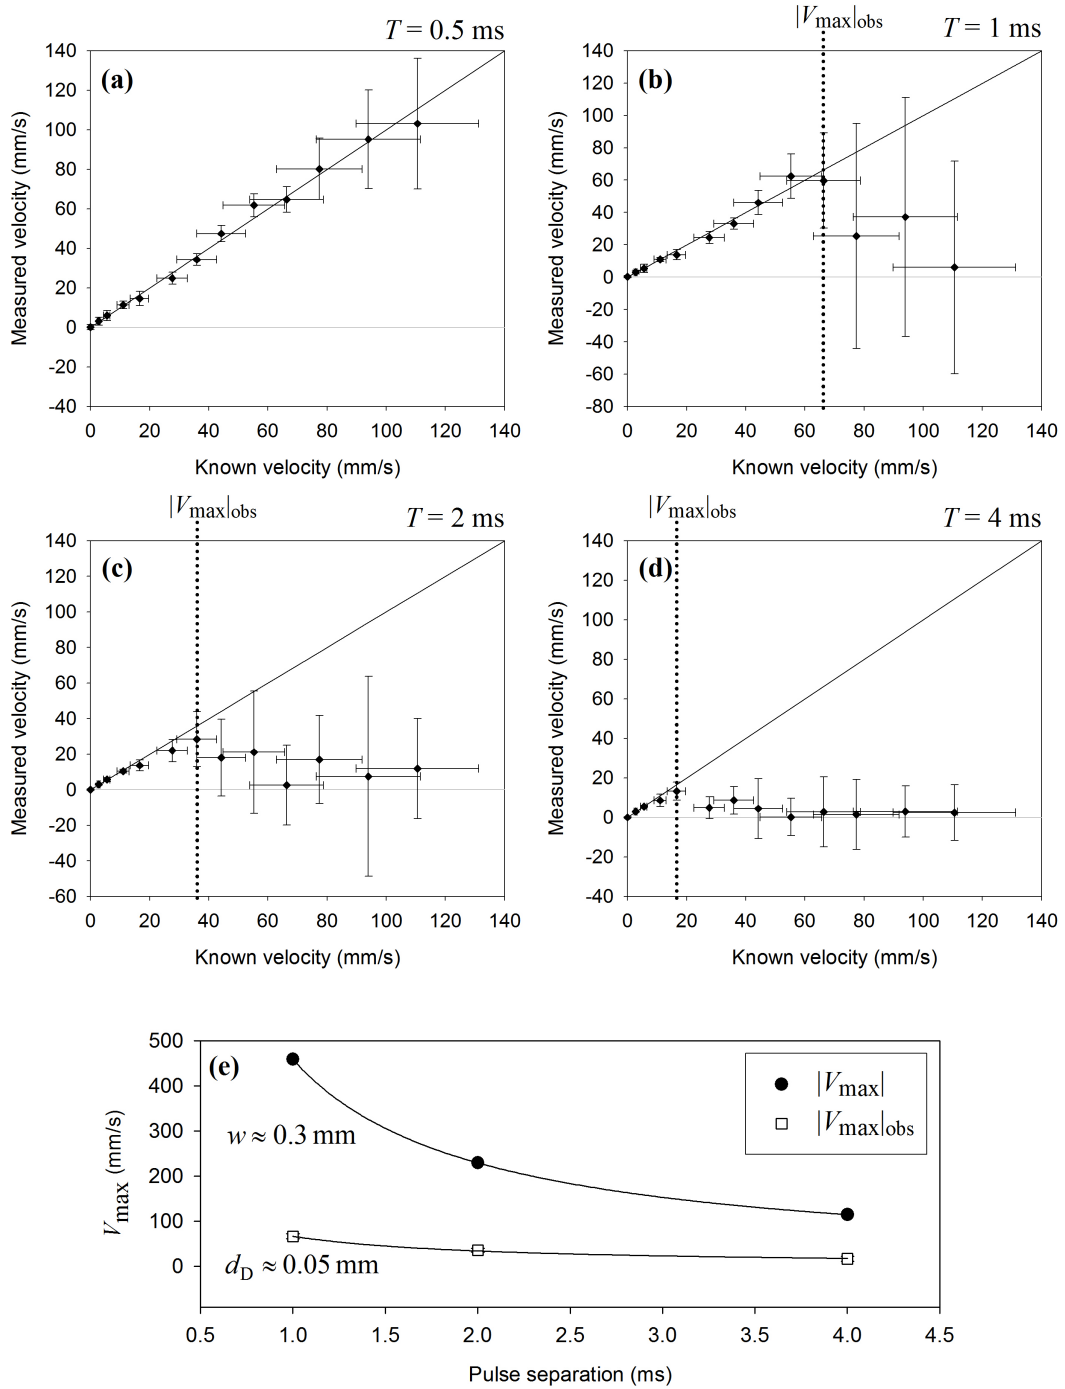 T = 0.5 ms
(a)
Measured velocity (mm/s)
140
120
100
80
60
40
20
0
-20
-40
0 20 40 60 80 100 120 140
Known velocity (mm/s)
|Vmax|obs
T = 1 ms
(b)
Measured velocity (mm/s)
140
120
100
80
60
40
20
0
-20
-40
-60
-80
0 20 40 60 80 100 120 140
Known velocity (mm/s)
|Vmax|obs
T = 2 ms
(c)
Measured velocity (mm/s)
140
120
100
80
60
40
20
0
-20
-40
-60
0 20 40 60 80 100 120 140
Known velocity (mm/s)
|Vmax|obs
T = 4 ms
(d)
Measured velocity (mm/s)
140
120
100
80
60
40
20
0
-20
-40
0 20 40 60 80 100 120 140
Known velocity (mm/s)
(e)
Vmax (mm/s)
500
400
300
200
100
0
|Vmax|
|Vmax|obs
w ≈ 0.3 mm
dD ≈ 0.05 mm
0.5 1.0 1.5 2.0 2.5 3.0 3.5 4.0 4.5
Pulse separation (ms)